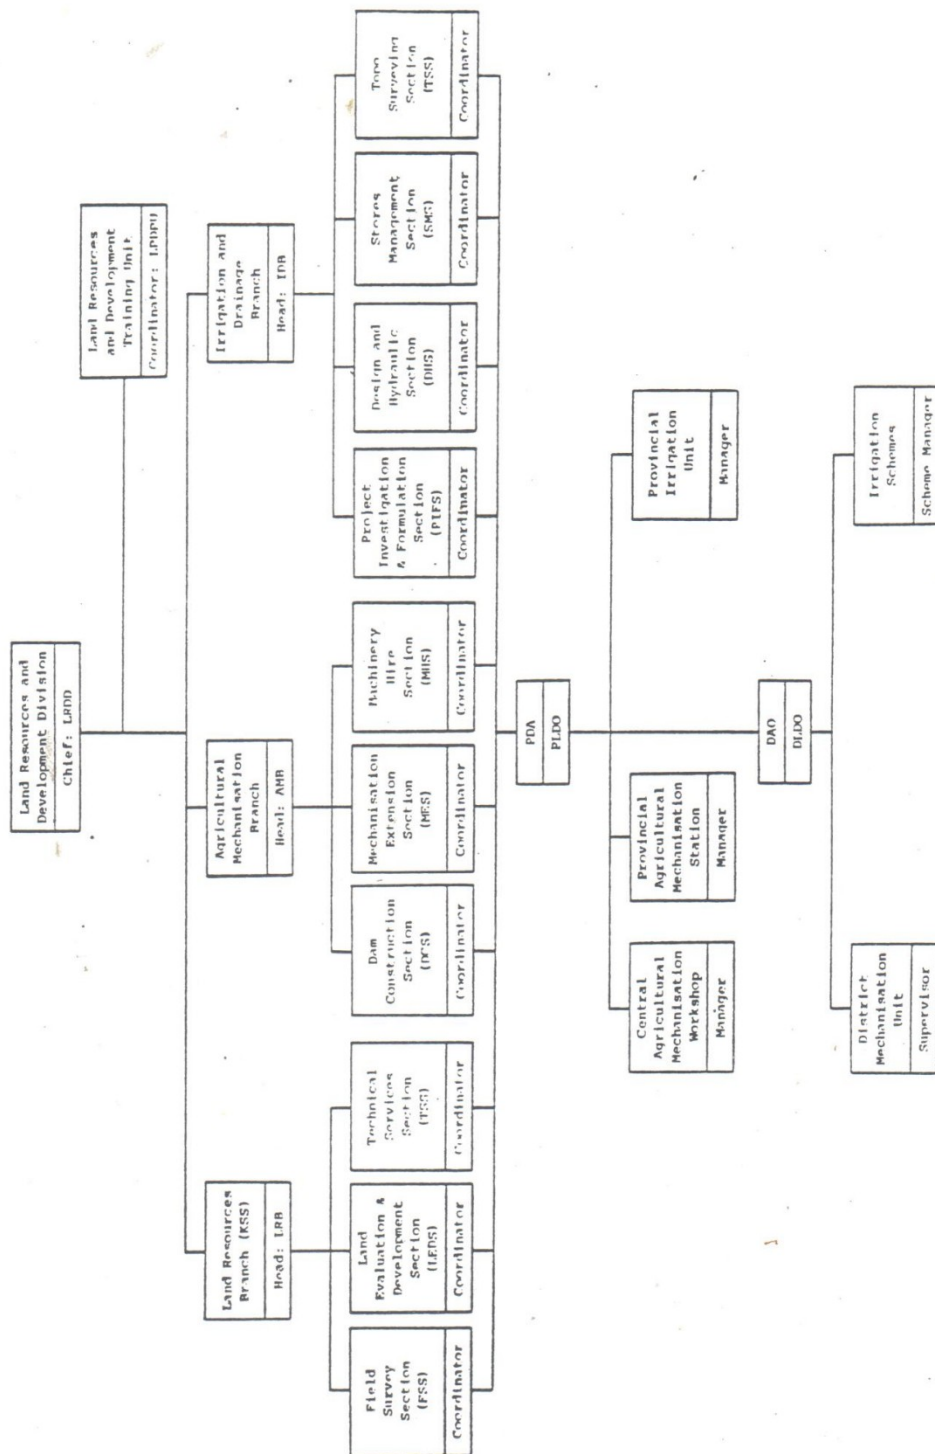 Land Resources and
Development Division
Chief: LRDD
Land Resources
and Development
Training Unit
Coordinator:
Land Resources
Branch (KSS)
Head: LRB
Agricultural
Mechanisation
Branch
Head: AMB
Irrigation and
Drainage
Branch
Head: IDB
Field
Survey
Section
(FSS)
Coordinator
Land
Evaluation &
Development
Section
(LEDS)
Coordinator
Technical
Services
Section
(TSS)
Coordinator
Dam
Construction
Section
(DCS)
Coordinator
Mechanisation
Extension
Section
(MES)
Coordinator
Machinery
Hire
Section
(MHS)
Coordinator
Project
Investigation
& Formulation
Section
(PIFS)
Coordinator
Design and
Hydraulic
Section
(DHS)
Coordinator
Stores
Management
Section
(SMS)
Coordinator
Topo
Surveying
Section
(TSS)
Coordinator
PDA
PLDO
Central
Agricultural
Mechanisation
Workshop
Manager
Provincial
Agricultural
Mechanisation
Station
Manager
Provincial
Irrigation
Unit
Manager
DAO
DLDO
District
Mechanisation
Unit
Supervisor
Irrigation
Schemes
Scheme Manager